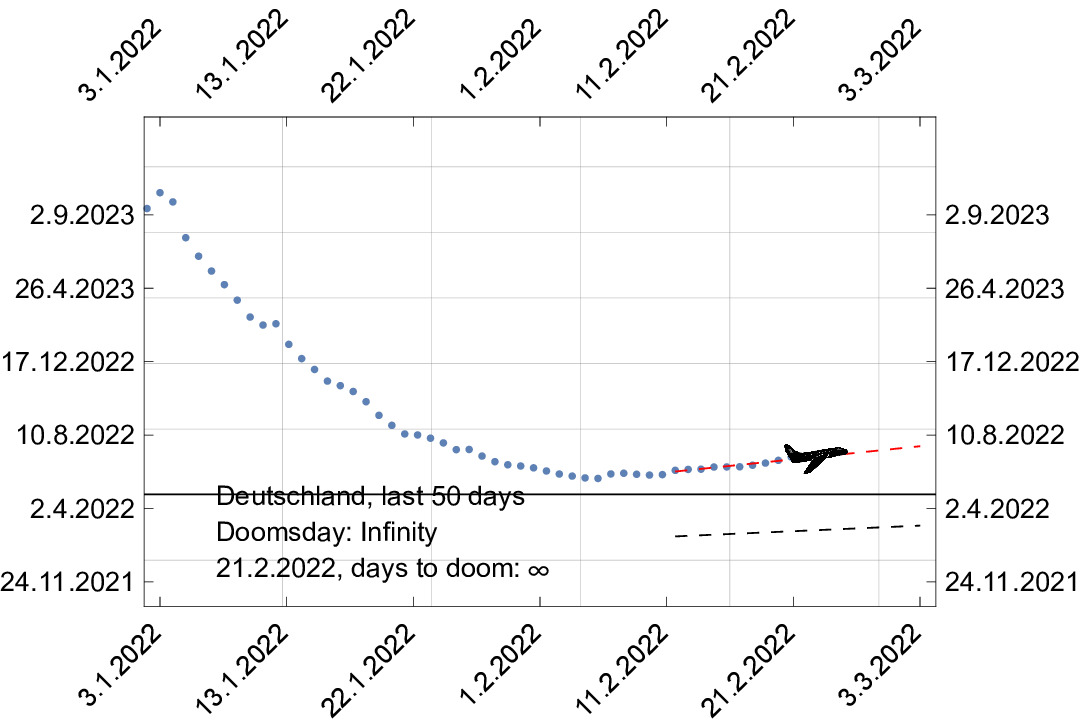 3.1.2022 13.1.2022 22.1.2022 1.2.2022 11.2.2022 21.2.2022 3.3.2022
2.9.2023 2.9.2023
26.4.2023 26.4.2023
17.12.2022 17.12.2022
10.8.2022 10.8.2022
Deutschland, last 50 days
2.4.2022 2.4.2022
Doomsday: Infinity
21.2.2022, days to doom: ∞
24.11.2021 24.11.2021
3.1.2022 13.1.2022 22.1.2022 1.2.2022 11.2.2022 21.2.2022 3.3.2022